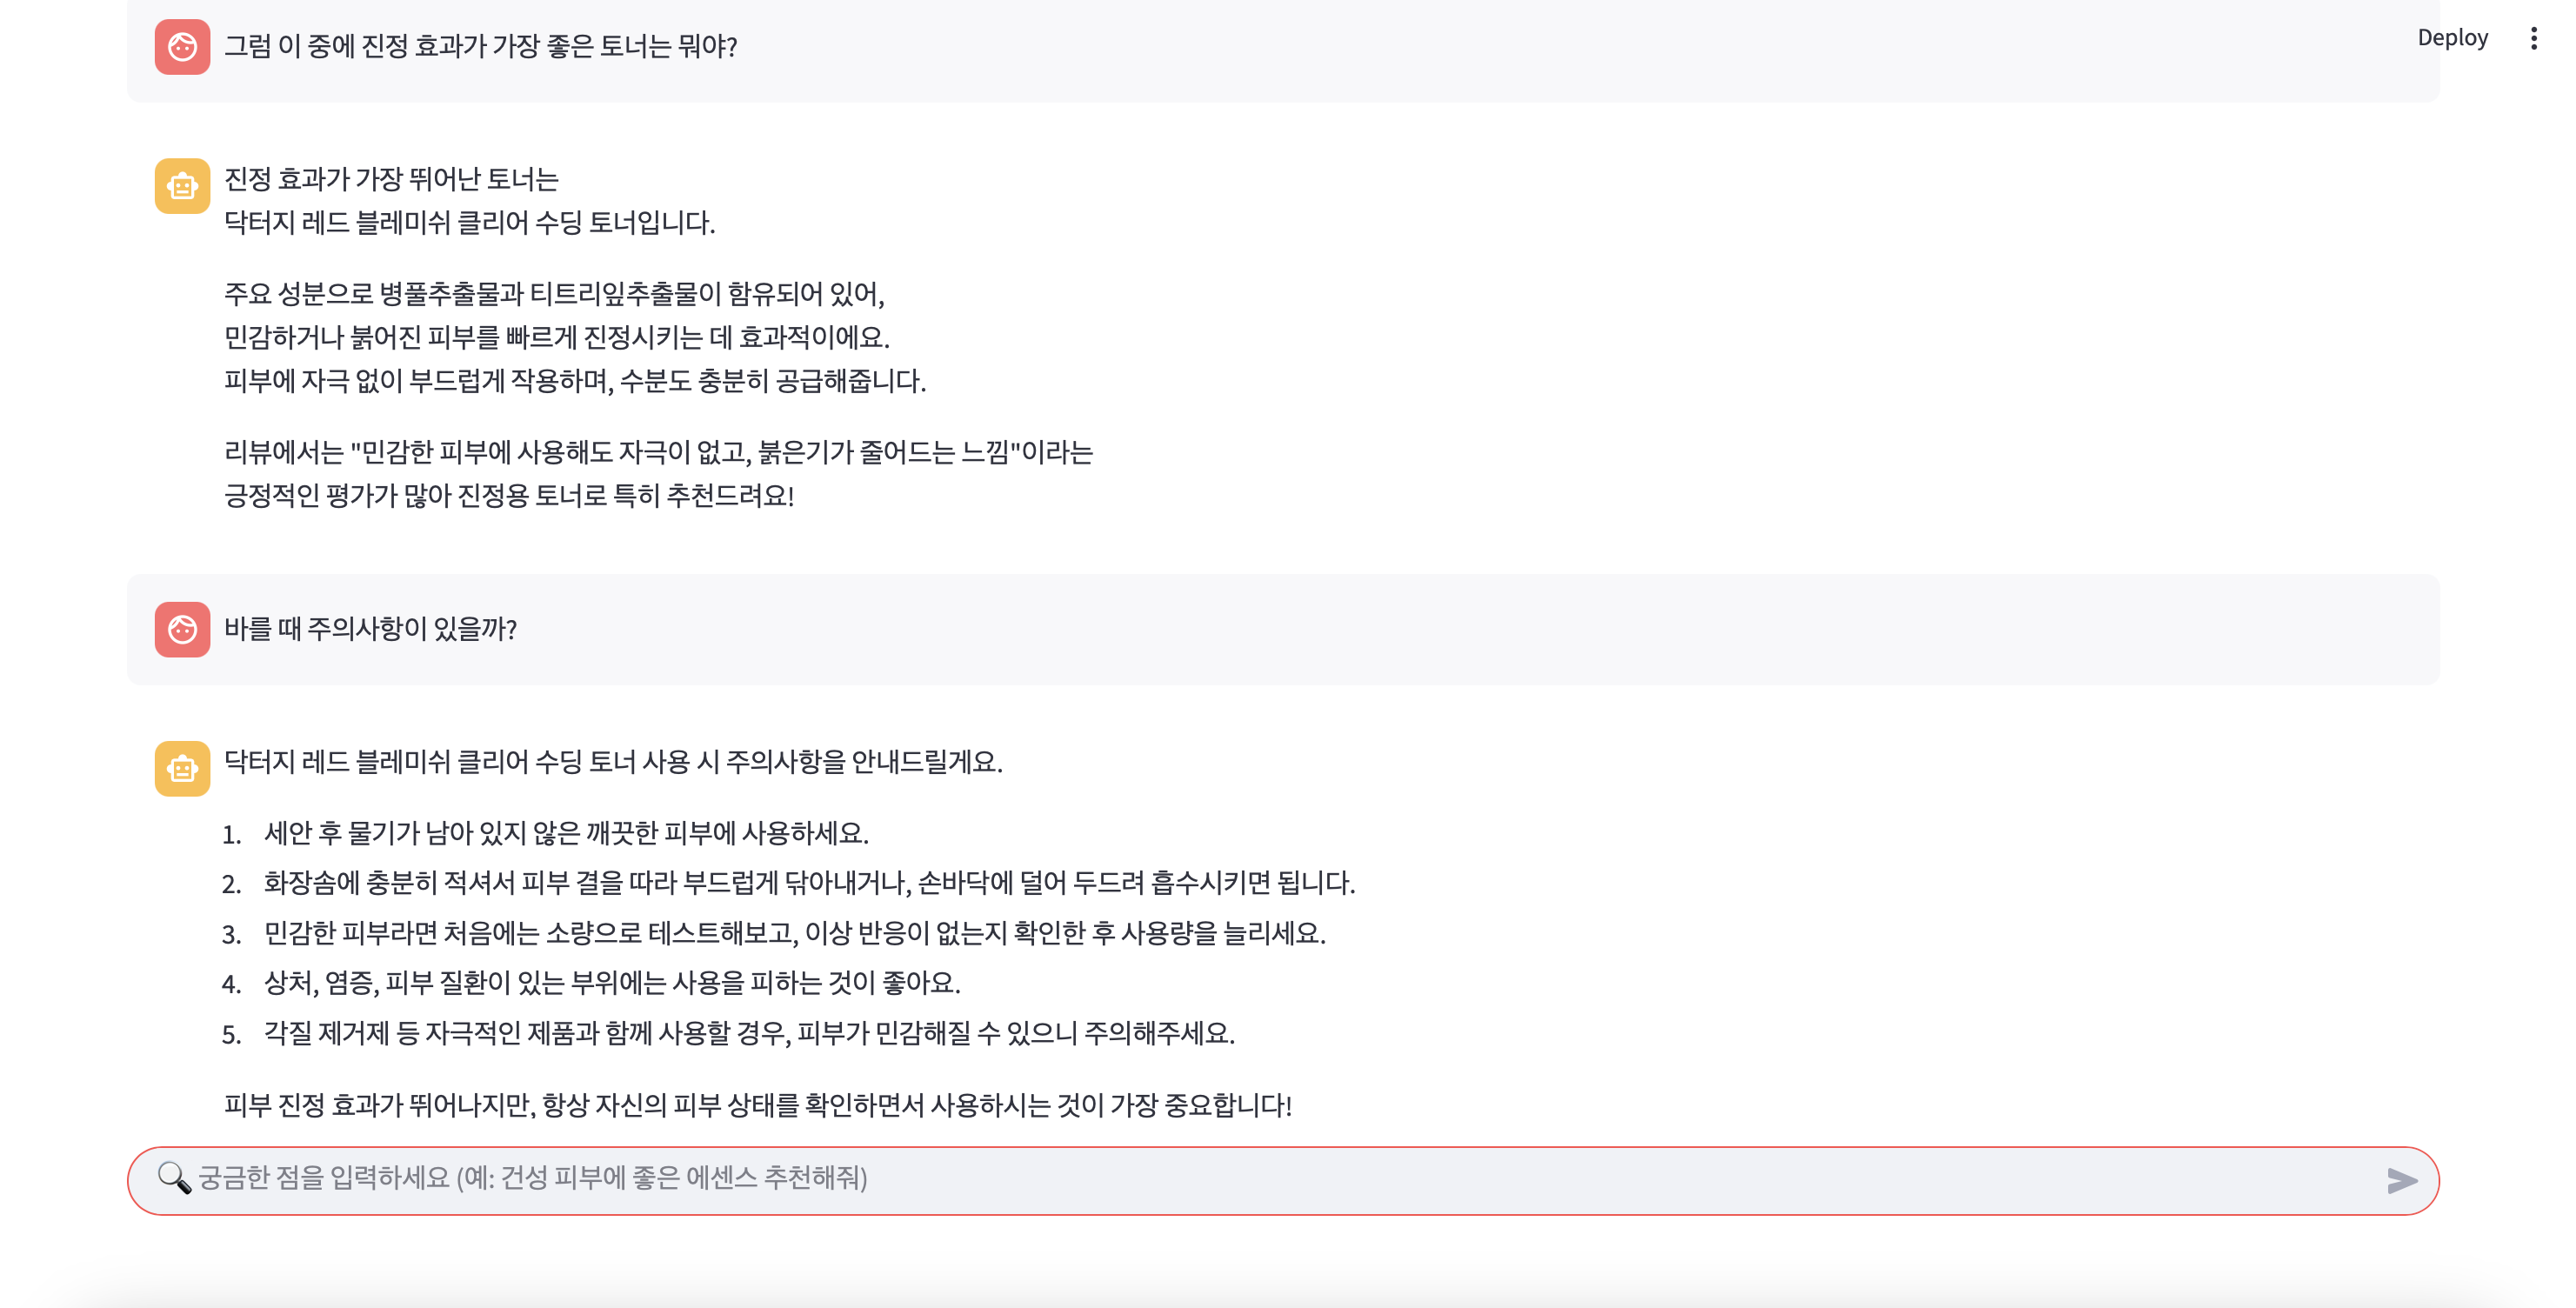 그럼 이 중에 진정 효과가 가장 좋은 토너는 뭐야?
Deploy
진정 효과가 가장 뛰어난 토너는
닥터지 레드 블레미쉬 클리어 수딩 토너입니다.
주요 성분으로 병풀추출물과 티트리잎추출물이 함유되어 있어,
민감하거나 붉어진 피부를 빠르게 진정시키는 데 효과적이에요.
피부에 자극 없이 부드럽게 작용하며, 수분도 충분히 공급해줍니다.
리뷰에서는 "민감한 피부에 사용해도 자극이 없고, 붉은기가 줄어드는 느낌"이라는
긍정적인 평가가 많아 진정용 토너로 특히 추천드려요!
바를 때 주의사항이 있을까?
닥터지 레드 블레미쉬 클리어 수딩 토너 사용 시 주의사항을 안내드릴게요.
1. 세안 후 물기가 남아 있지 않은 깨끗한 피부에 사용하세요.
2. 화장솜에 충분히 적셔서 피부 결을 따라 부드럽게 닦아내거나, 손바닥에 덜어 두드려 흡수시키면 됩니다.
3. 민감한 피부라면 처음에는 소량으로 테스트해보고, 이상 반응이 없는지 확인한 후 사용량을 늘리세요.
4. 상처, 염증, 피부 질환이 있는 부위에는 사용을 피하는 것이 좋아요.
5. 각질 제거제 등 자극적인 제품과 함께 사용할 경우, 피부가 민감해질 수 있으니 주의해주세요.
피부 진정 효과가 뛰어나지만, 항상 자신의 피부 상태를 확인하면서 사용하시는 것이 가장 중요합니다!
궁금한 점을 입력하세요 (예: 건성 피부에 좋은 에센스 추천해줘)